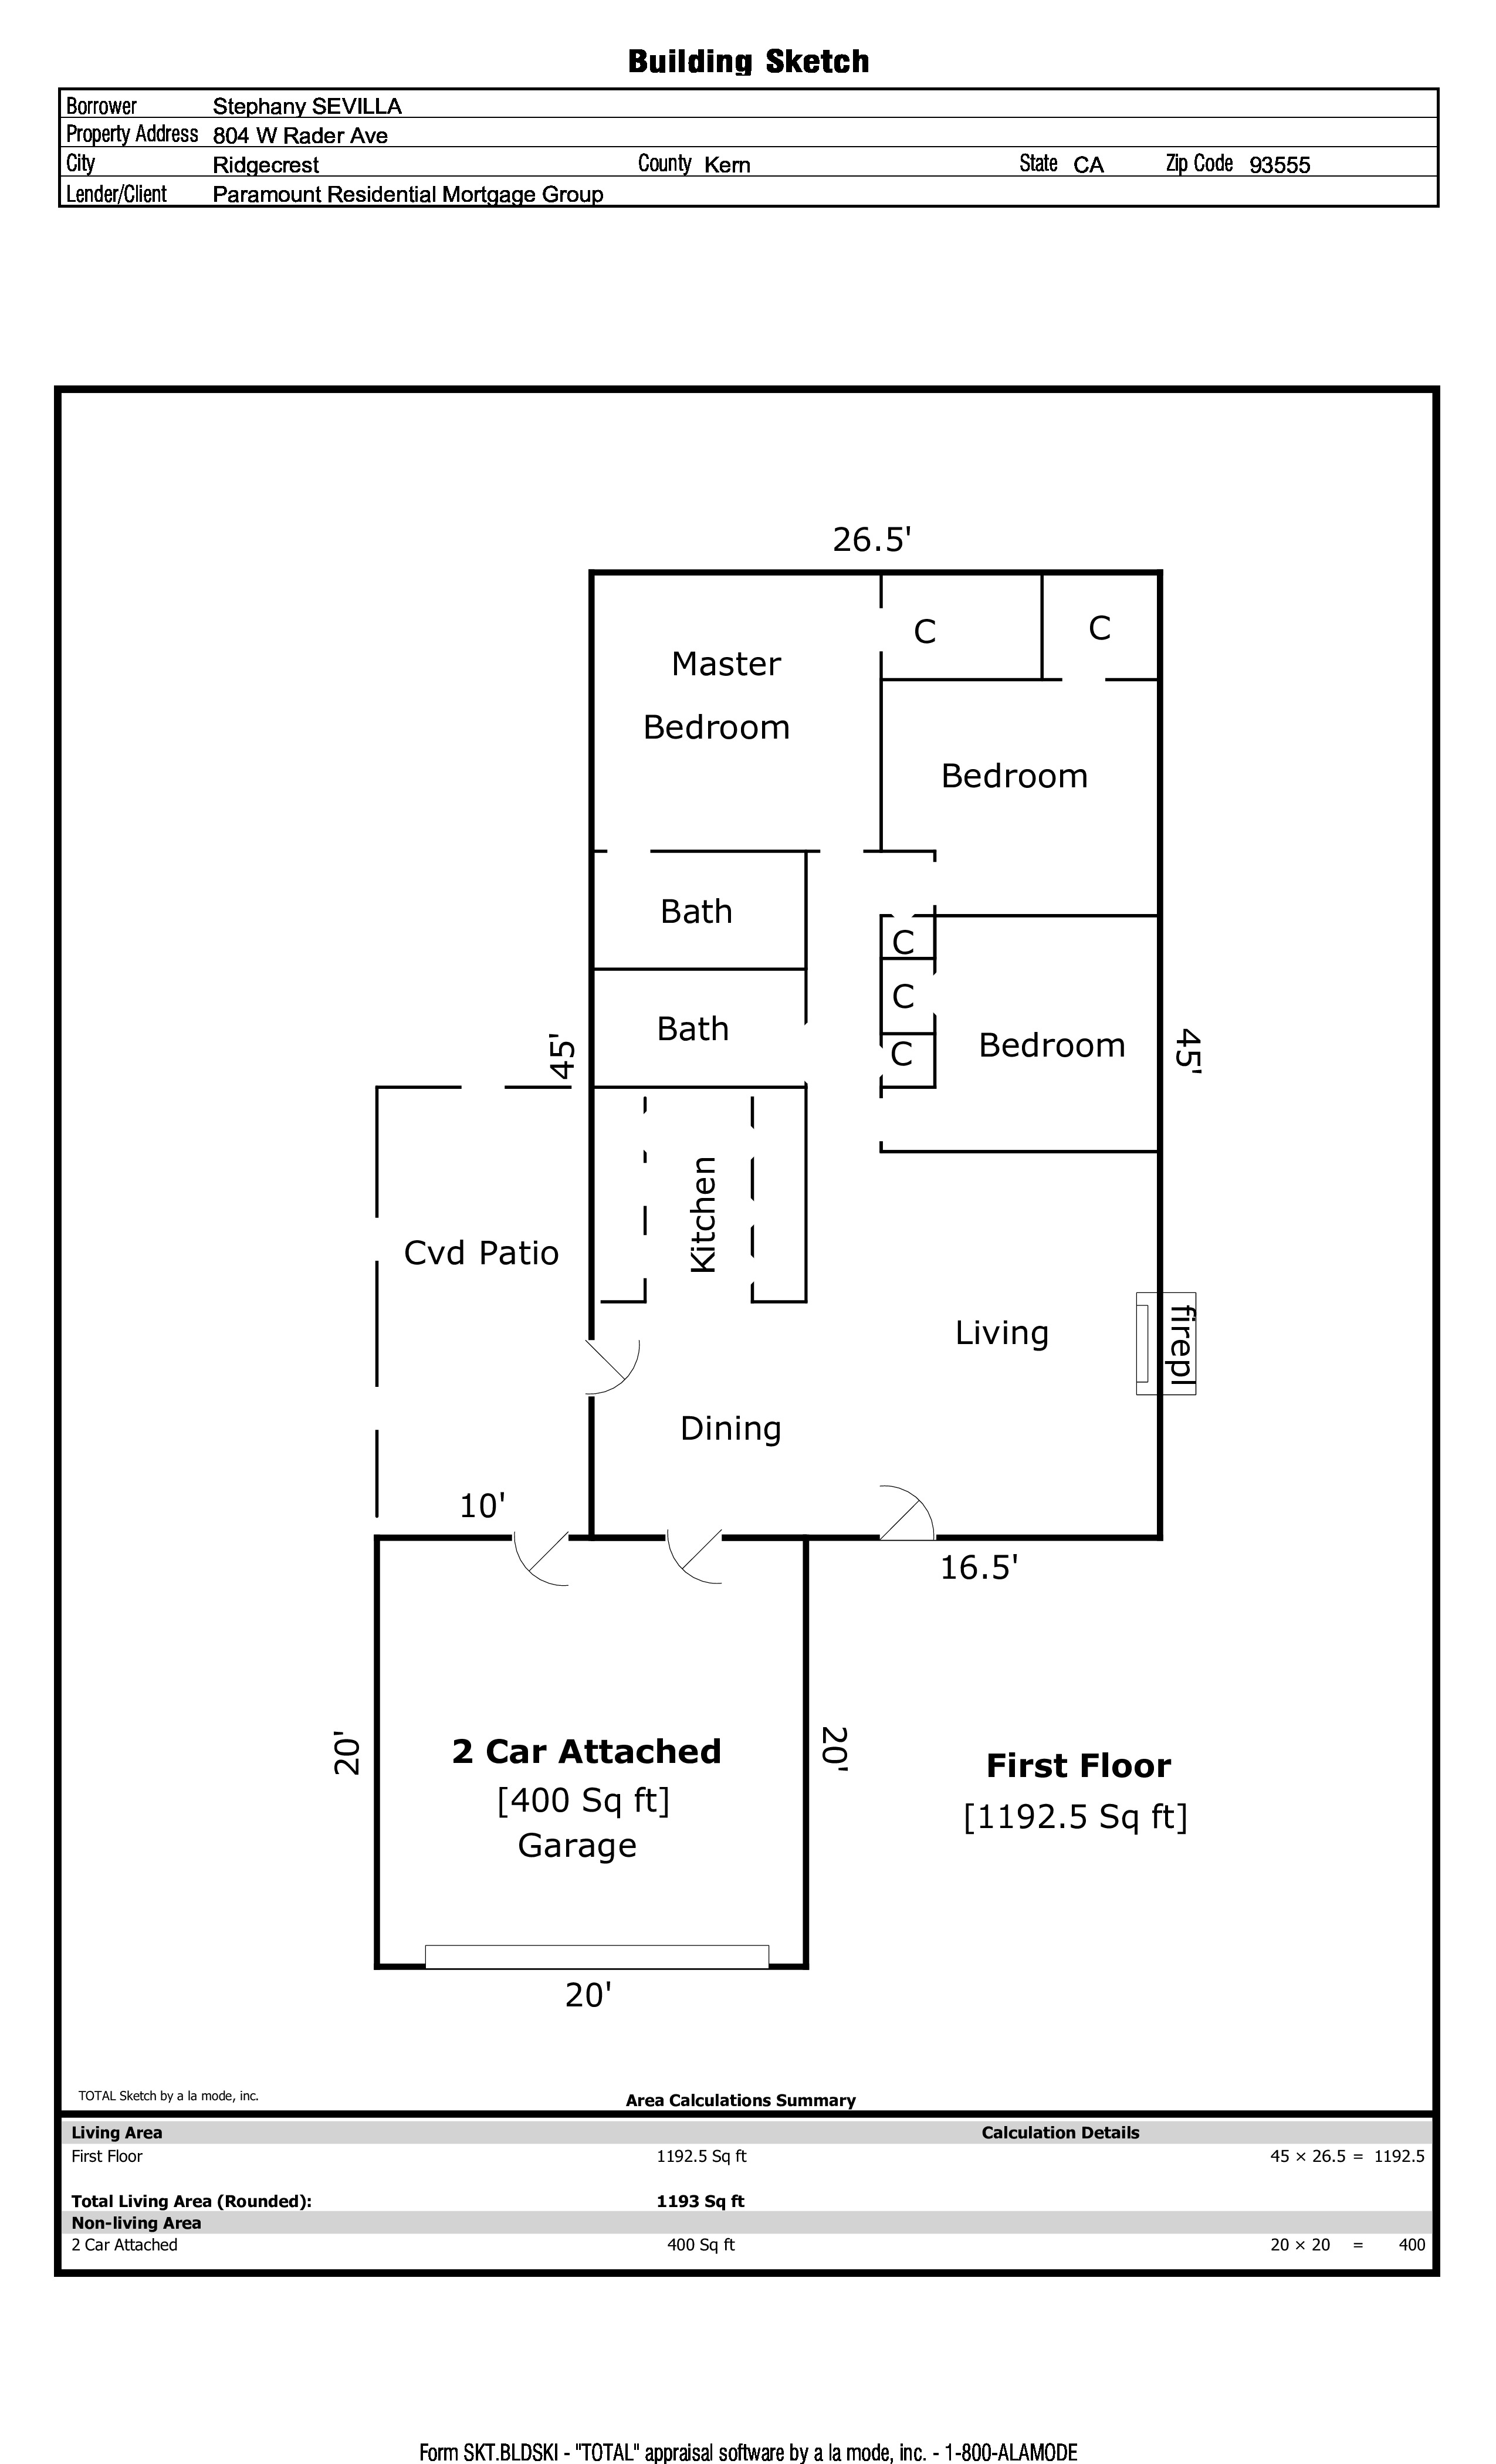 Building Sketch
Borrower Stephany SEVILLA
Property Address 804 W Rader Ave
City Ridgecrest County Kern State CA Zip Code 93555
Lender/Client Paramount Residential Mortgage Group
26.5'
C C
Master
Bedroom
Bedroom
Bath
C
C
Bath
C
Bedroom
45'
45'
Kitchen
Cvd Patio
Living
firepl
Dining
10'
16.5'
20'
2 Car Attached
[400 Sq ft]
Garage
20'
First Floor
[1192.5 Sq ft]
20'
TOTAL Sketch by a la mode, inc.
Area Calculations Summary
Living Area Calculation Details
First Floor 1192.5 Sq ft 45 × 26.5 = 1192.5
Total Living Area (Rounded): 1193 Sq ft
Non-living Area
2 Car Attached 400 Sq ft 20 × 20 = 400
Form SKT.BLDSKI - "TOTAL" appraisal software by a la mode, inc. - 1-800-ALAMODE